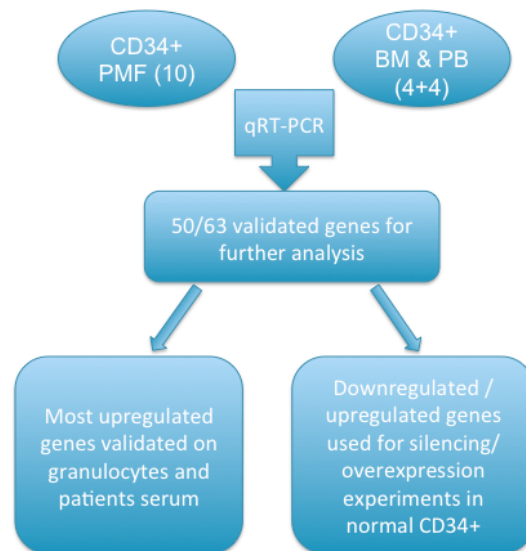 CD34+
PMF (10)
CD34+
BM & PB
(4+4)
qRT-PCR
50/63 validated genes for
further analysis
Most upregulated
genes validated on
granulocytes and
patients serum
Downregulated /
upregulated genes
used for silencing/
overexpression
experiments in
normal CD34+